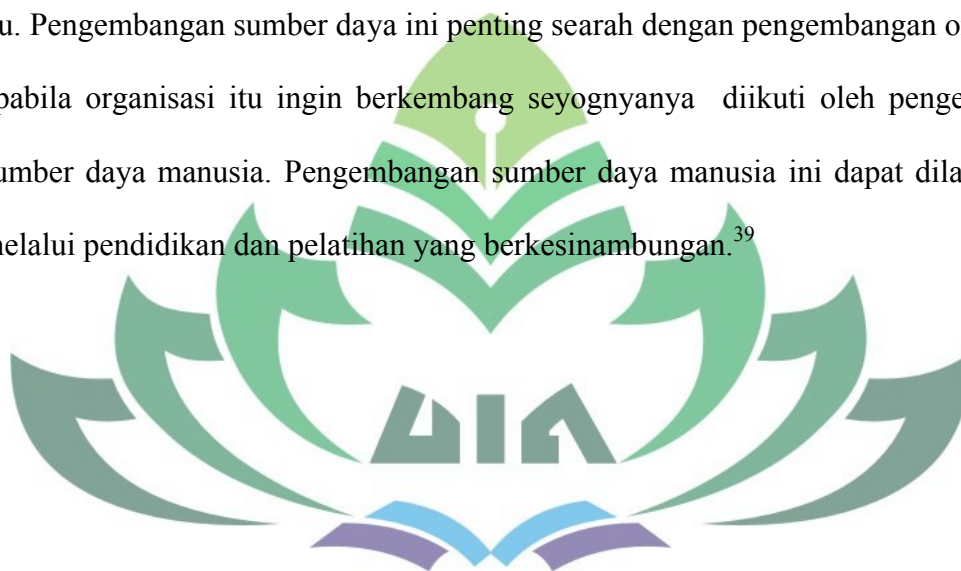 u. Pengembangan sumber daya ini penting searah dengan pengembangan o
pabila organisasi itu ingin berkembang seyognyanya diikuti oleh penge
umber daya manusia. Pengembangan sumber daya manusia ini dapat dila
nelalui pendidikan dan pelatihan yang berkesinambungan.39
UIN